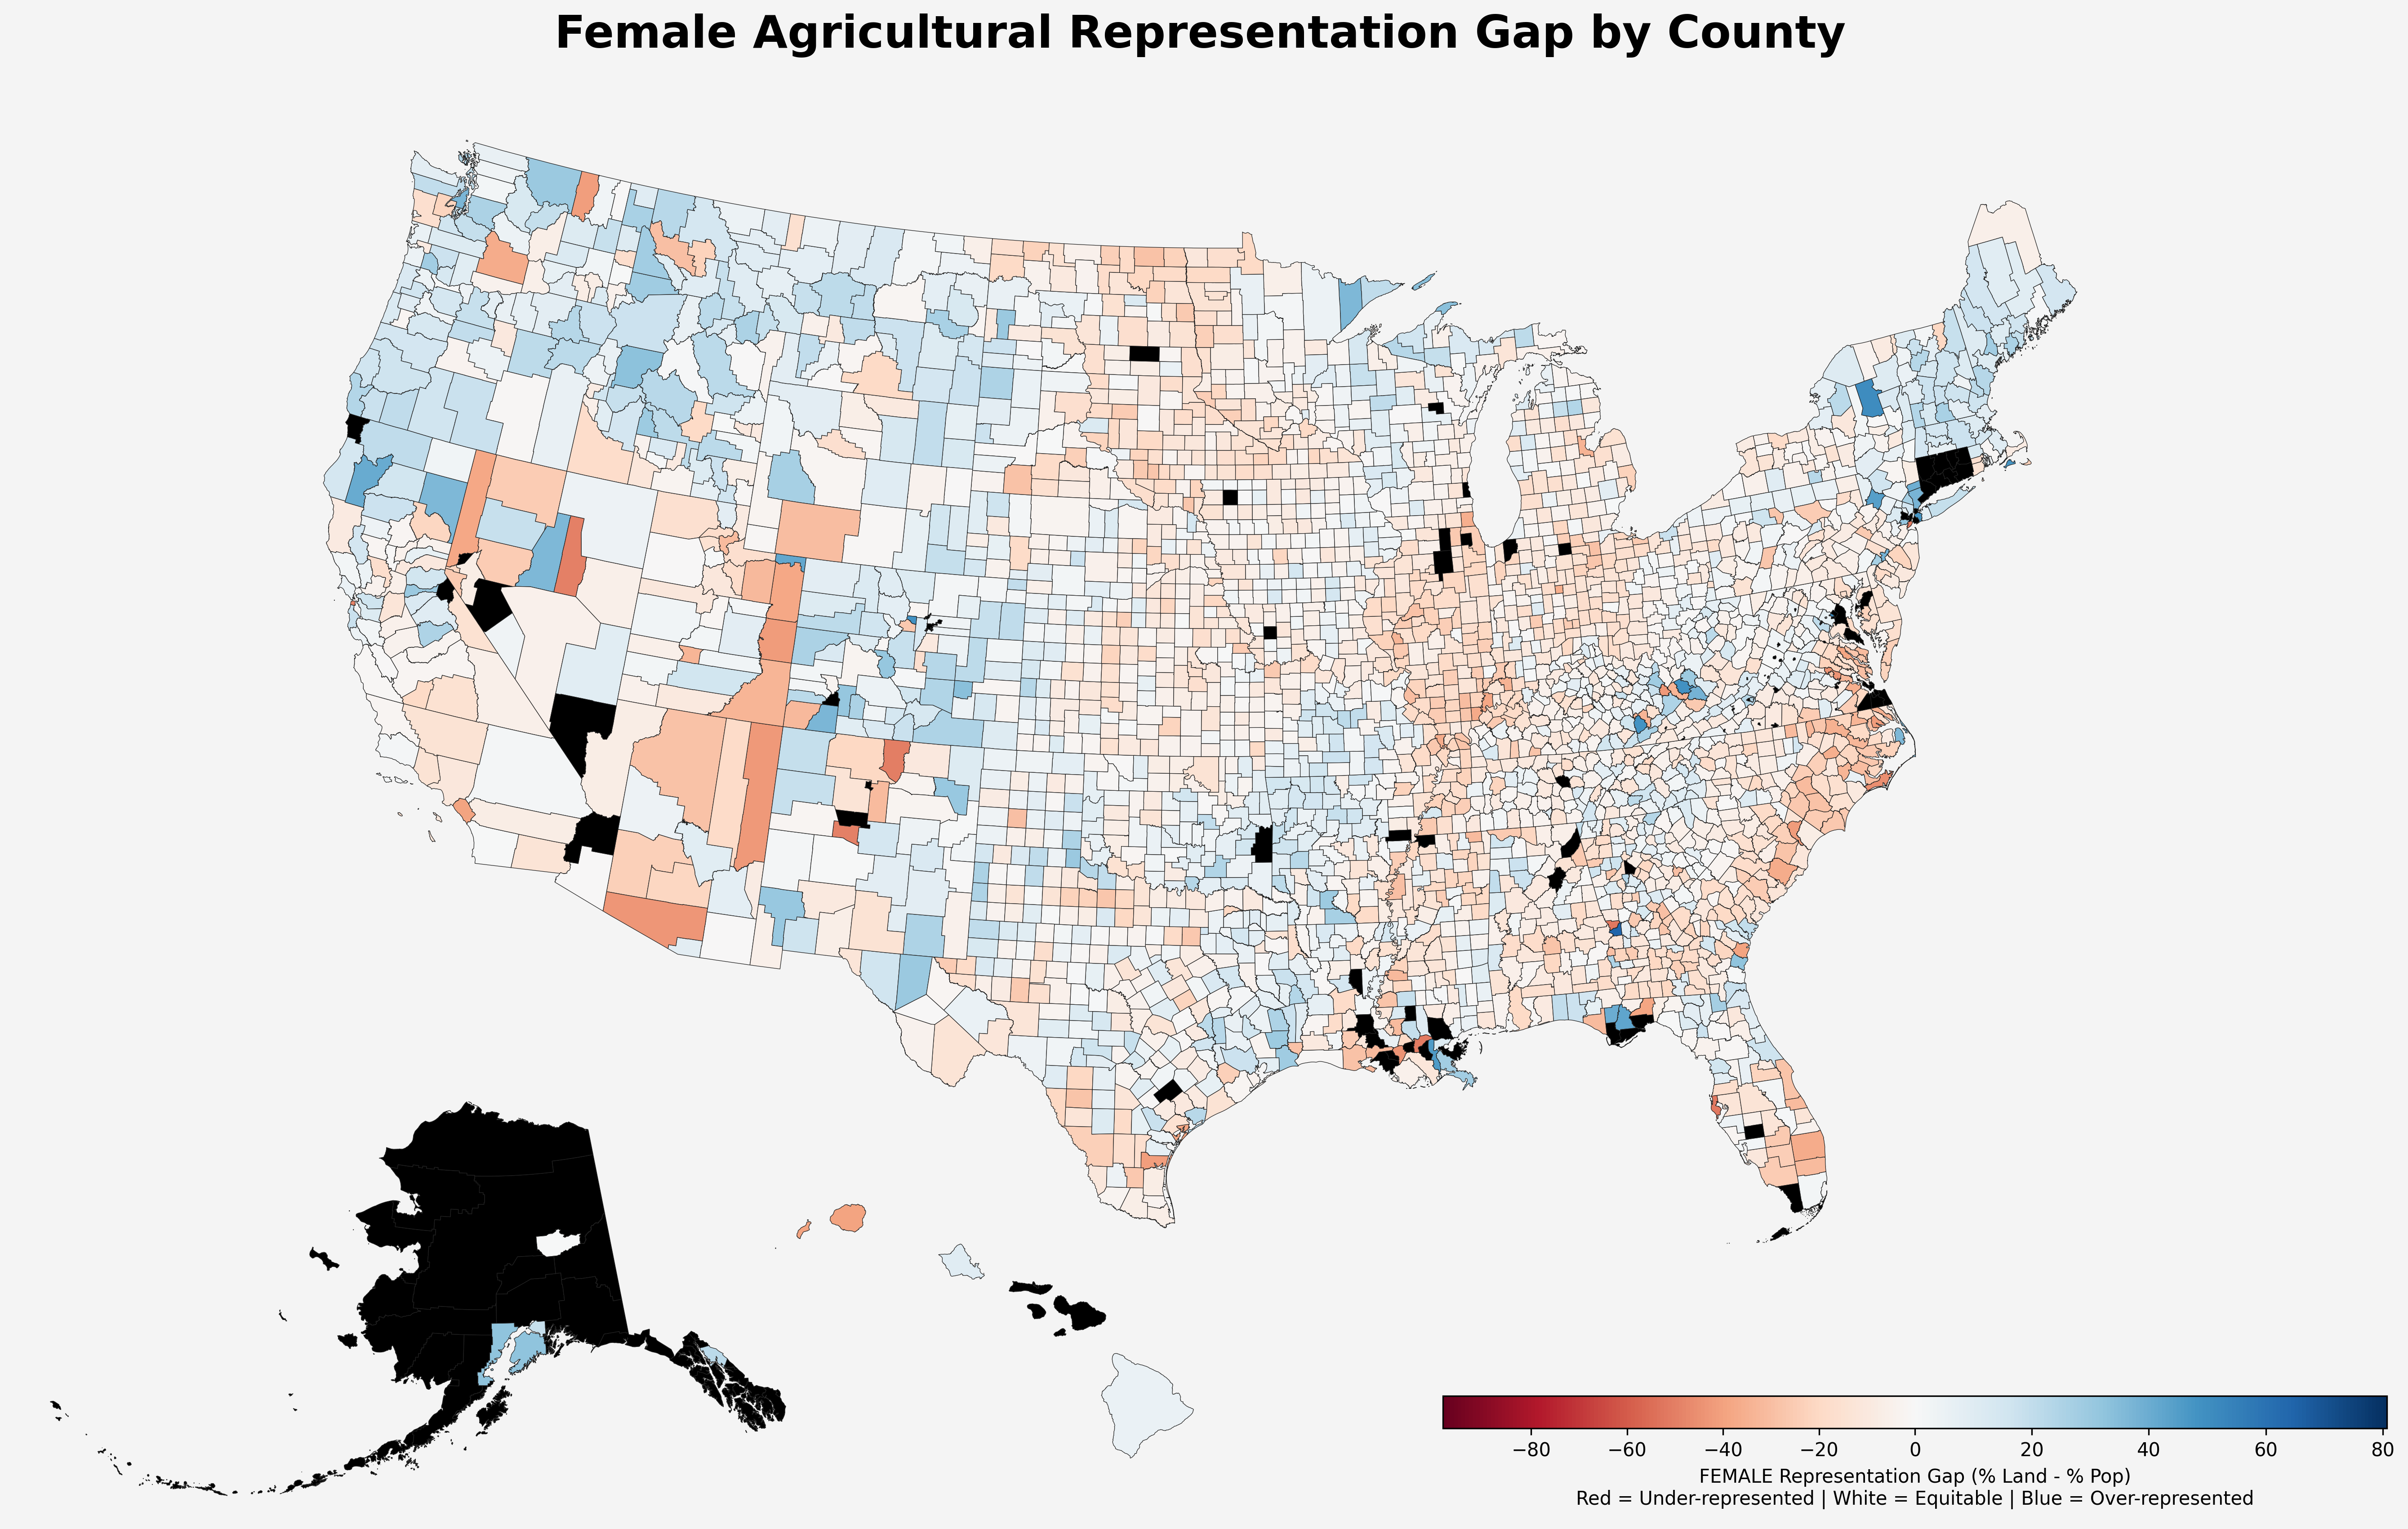 Female Agricultural Representation Gap by County
−80 −60 −40 −20 0 20 40 60 80
FEMALE Representation Gap (% Land - % Pop)
Red = Under-represented | White = Equitable | Blue = Over-represented